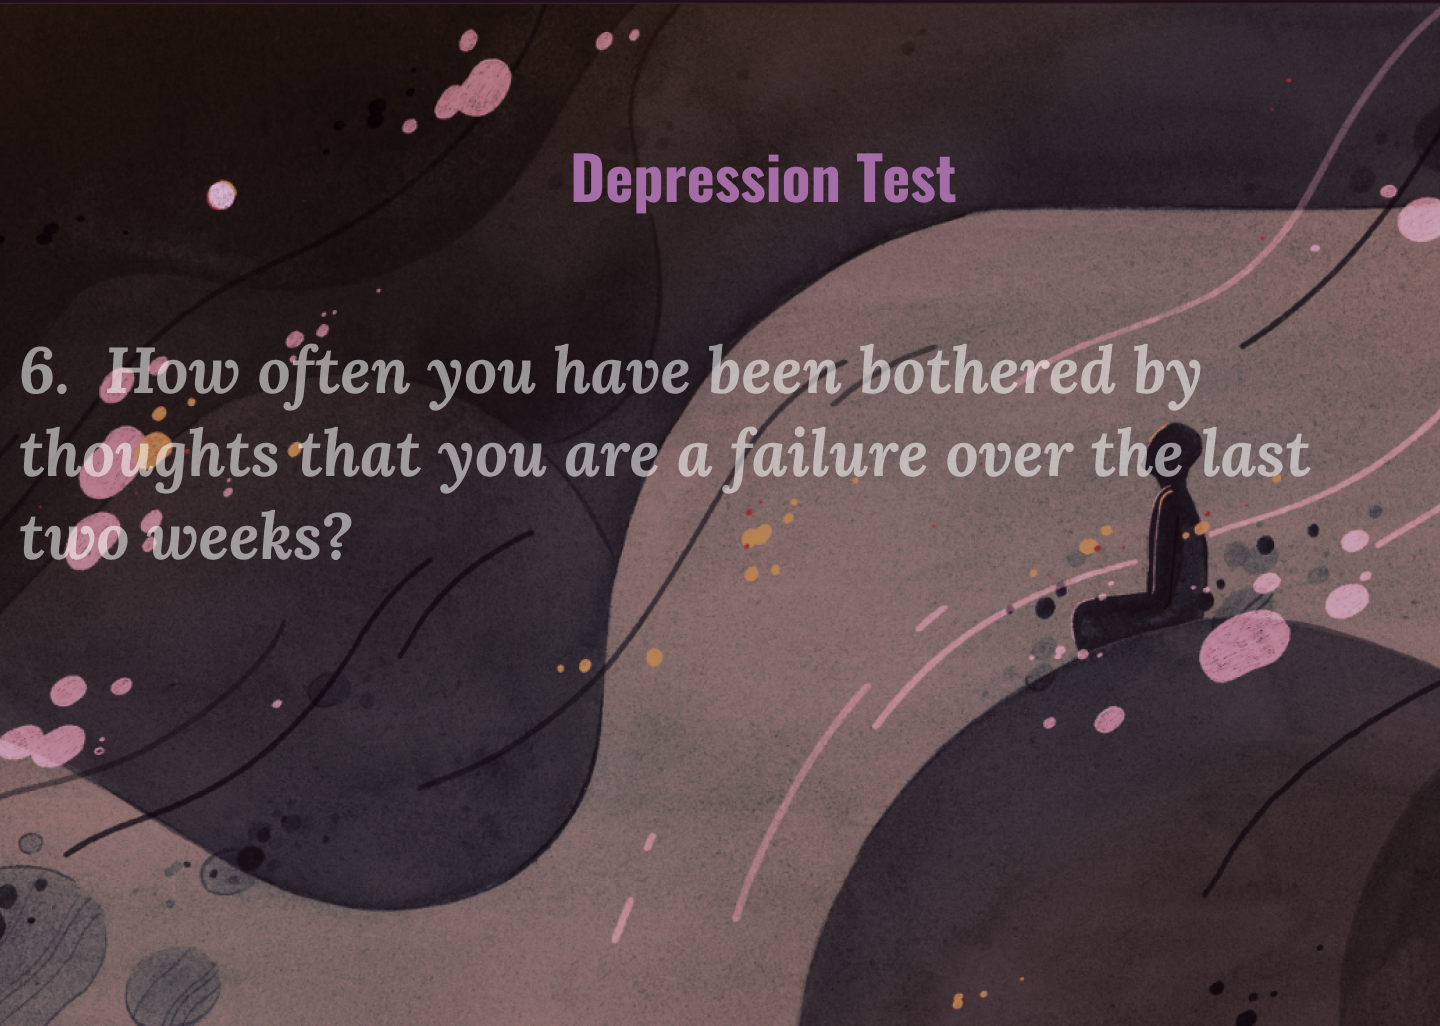 Depression Test
6. How often you have been bothered by
thoughts that you are a failure over the last
two weeks?